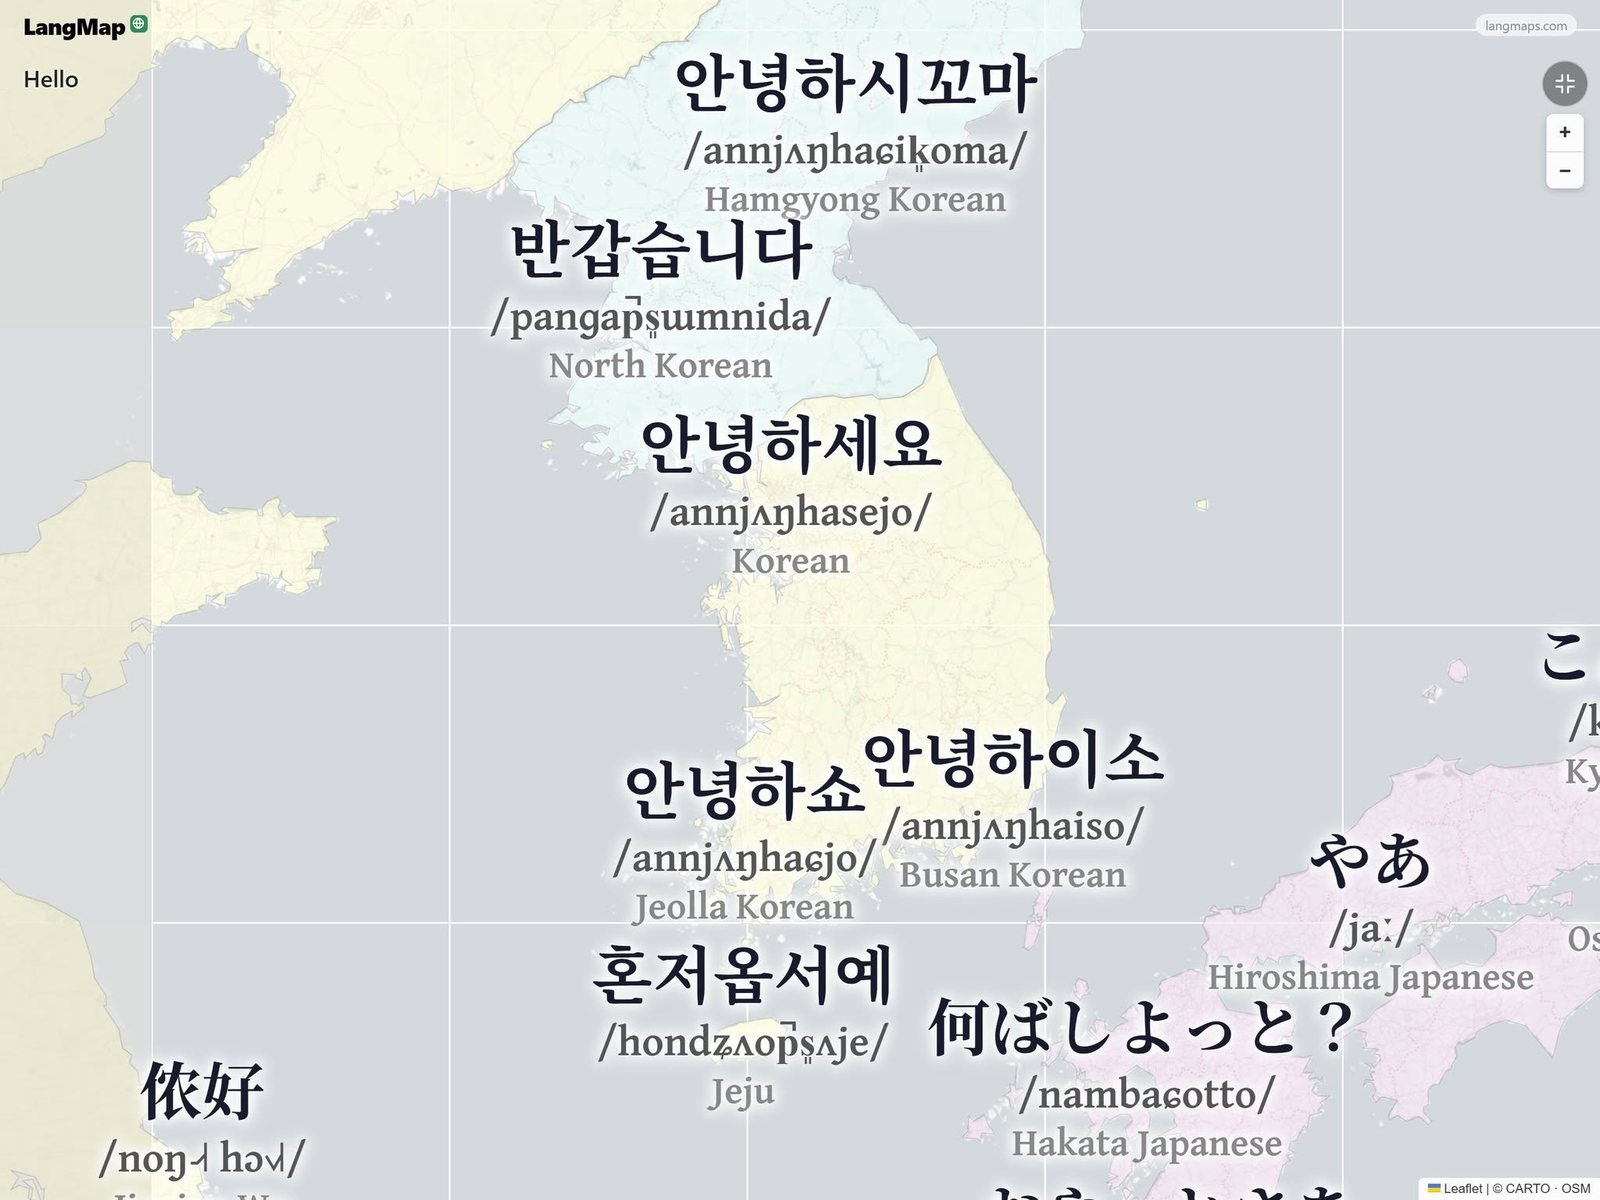 LangMap
langmaps.com
Hello
안녕하시꼬마
/annjʌŋhaɕik͈oma/
Hamgyong Korean
반갑습니다
/panɡap̚s͈ɯmnida/
North Korean
안녕하세요
/annjʌŋhasejo/
Korean
안녕하이소
/annjʌŋhaiso/
Busan Korean
안녕하쇼
/annjʌŋhaɕjo/
Jeolla Korean
やあ
/jaː/
Hiroshima Japanese
혼저옵서예
/hondʑʌop̚s͈ʌje/
Jeju
何ばしよっと？
/nambaɕotto/
Hakata Japanese
侬好
/noŋ˧ hɔ˦/
Leaflet | © CARTO · OSM